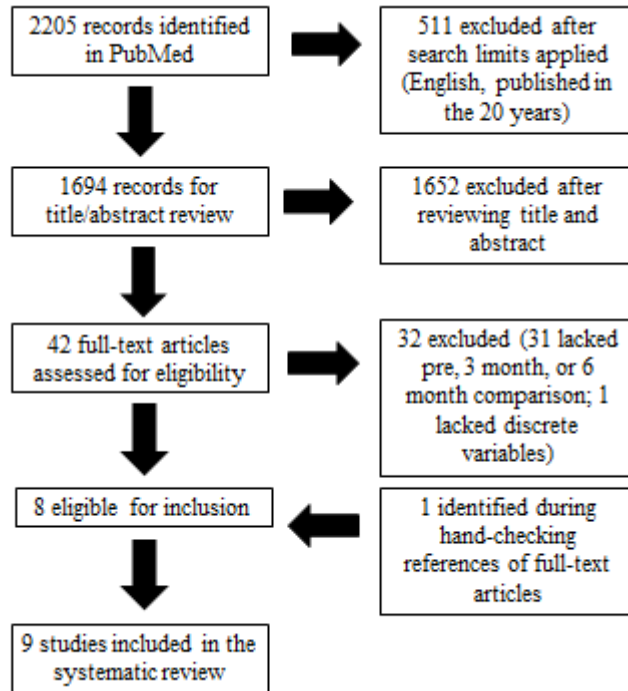 2205 records identified
in PubMed
511 excluded after
search limits applied
(English, published in
the 20 years)
1694 records for
title/abstract review
1652 excluded after
reviewing title and
abstract
42 full-text articles
assessed for eligibility
32 excluded (31 lacked
pre, 3 month, or 6
month comparison; 1
lacked discrete
variables)
8 eligible for inclusion
1 identified during
hand-checking
references of full-text
articles
9 studies included in the
systematic review